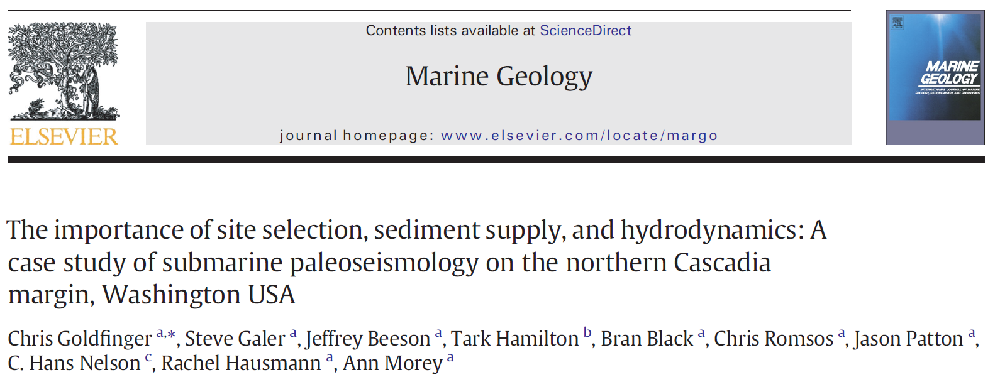 Contents lists available at ScienceDirect
Marine Geology
journal homepage: www.elsevier.com/locate/margo
NON SOLUS
ELSEVIER
MARINE
GEOLOGY
INTERNATIONAL JOURNAL OF MARINE
GEOLOGY, GEOCHEMISTRY AND GEOPHYSICS
The importance of site selection, sediment supply, and hydrodynamics: A
case study of submarine paleoseismology on the northern Cascadia
margin, Washington USA
Chris Goldfinger a,*, Steve Galer a, Jeffrey Beeson a, Tark Hamilton b, Bran Black a, Chris Romsos a, Jason Patton a,
C. Hans Nelson c, Rachel Hausmann a, Ann Morey a